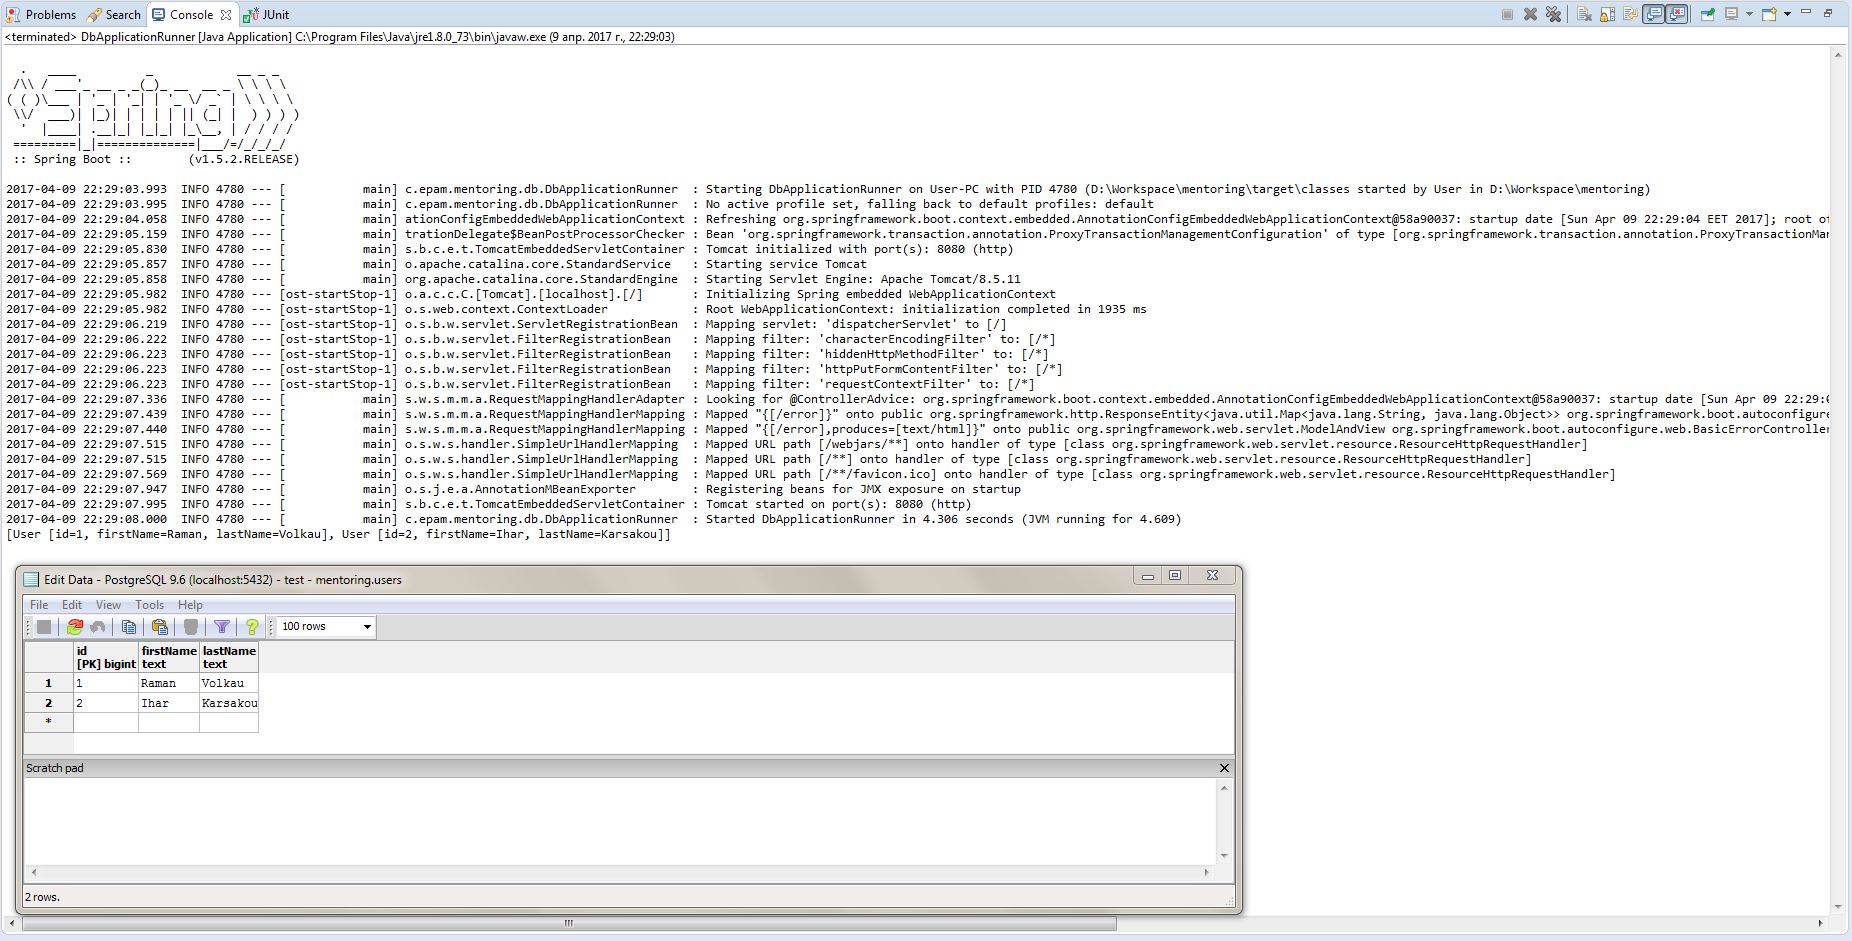 Problems Search Console JUnit
<terminated> DbApplicationRunner [Java Application] C:\Program Files\Java\jre1.8.0_73\bin\javaw.exe (9 апр. 2017 г., 22:29:03)
  .   ____          _            __ _ _
 /\\ / ___'_ __ _ _(_)_ __  __ _ \ \ \ \
( ( )\___ | '_ | '_| | '_ \/ _` | \ \ \ \
 \\/  ___)| |_)| | | | | || (_| |  ) ) ) )
  '  |____| .__|_| |_|_| |_\__, | / / / /
 =========|_|==============|___/=/_/_/_/
 :: Spring Boot ::        (v1.5.2.RELEASE)
2017-04-09 22:29:03.993  INFO 4780 --- [           main] c.epam.mentoring.db.DbApplicationRunner  : Starting DbApplicationRunner on User-PC with PID 4780 (D:\Workspace\mentoring\target\classes started by User in D:\Workspace\mentoring)
2017-04-09 22:29:03.995  INFO 4780 --- [           main] c.epam.mentoring.db.DbApplicationRunner  : No active profile set, falling back to default profiles: default
2017-04-09 22:29:04.058  INFO 4780 --- [           main] ationConfigEmbeddedWebApplicationContext : Refreshing org.springframework.boot.context.embedded.AnnotationConfigEmbeddedWebApplicationContext@58a90037: startup date [Sun Apr 09 22:29:04 EET 2017]; root of
2017-04-09 22:29:05.159  INFO 4780 --- [           main] trationDelegate$BeanPostProcessorChecker : Bean 'org.springframework.transaction.annotation.ProxyTransactionManagementConfiguration' of type [org.springframework.transaction.annotation.ProxyTransactionMan
2017-04-09 22:29:05.830  INFO 4780 --- [           main] s.b.c.e.t.TomcatEmbeddedServletContainer : Tomcat initialized with port(s): 8080 (http)
2017-04-09 22:29:05.857  INFO 4780 --- [           main] o.apache.catalina.core.StandardService   : Starting service Tomcat
2017-04-09 22:29:05.858  INFO 4780 --- [           main] org.apache.catalina.core.StandardEngine  : Starting Servlet Engine: Apache Tomcat/8.5.11
2017-04-09 22:29:05.982  INFO 4780 --- [ost-startStop-1] o.a.c.c.C.[Tomcat].[localhost].[/]       : Initializing Spring embedded WebApplicationContext
2017-04-09 22:29:05.982  INFO 4780 --- [ost-startStop-1] o.s.web.context.ContextLoader            : Root WebApplicationContext: initialization completed in 1935 ms
2017-04-09 22:29:06.219  INFO 4780 --- [ost-startStop-1] o.s.b.w.servlet.ServletRegistrationBean  : Mapping servlet: 'dispatcherServlet' to [/]
2017-04-09 22:29:06.222  INFO 4780 --- [ost-startStop-1] o.s.b.w.servlet.FilterRegistrationBean   : Mapping filter: 'characterEncodingFilter' to: [/*]
2017-04-09 22:29:06.223  INFO 4780 --- [ost-startStop-1] o.s.b.w.servlet.FilterRegistrationBean   : Mapping filter: 'hiddenHttpMethodFilter' to: [/*]
2017-04-09 22:29:06.223  INFO 4780 --- [ost-startStop-1] o.s.b.w.servlet.FilterRegistrationBean   : Mapping filter: 'httpPutFormContentFilter' to: [/*]
2017-04-09 22:29:06.223  INFO 4780 --- [ost-startStop-1] o.s.b.w.servlet.FilterRegistrationBean   : Mapping filter: 'requestContextFilter' to: [/*]
2017-04-09 22:29:07.336  INFO 4780 --- [           main] s.w.s.m.m.a.RequestMappingHandlerAdapter : Looking for @ControllerAdvice: org.springframework.boot.context.embedded.AnnotationConfigEmbeddedWebApplicationContext@58a90037: startup date [Sun Apr 09 22:29:0
2017-04-09 22:29:07.439  INFO 4780 --- [           main] s.w.s.m.m.a.RequestMappingHandlerMapping : Mapped "{[/error]}" onto public org.springframework.http.ResponseEntity<java.util.Map<java.lang.String, java.lang.Object>> org.springframework.boot.autoconfigure
2017-04-09 22:29:07.440  INFO 4780 --- [           main] s.w.s.m.m.a.RequestMappingHandlerMapping : Mapped "{[/error],produces=[text/html]}" onto public org.springframework.web.servlet.ModelAndView org.springframework.boot.autoconfigure.web.BasicErrorController
2017-04-09 22:29:07.515  INFO 4780 --- [           main] o.s.w.s.handler.SimpleUrlHandlerMapping  : Mapped URL path [/webjars/**] onto handler of type [class org.springframework.web.servlet.resource.ResourceHttpRequestHandler]
2017-04-09 22:29:07.515  INFO 4780 --- [           main] o.s.w.s.handler.SimpleUrlHandlerMapping  : Mapped URL path [/**] onto handler of type [class org.springframework.web.servlet.resource.ResourceHttpRequestHandler]
2017-04-09 22:29:07.569  INFO 4780 --- [           main] o.s.w.s.handler.SimpleUrlHandlerMapping  : Mapped URL path [/**/favicon.ico] onto handler of type [class org.springframework.web.servlet.resource.ResourceHttpRequestHandler]
2017-04-09 22:29:07.947  INFO 4780 --- [           main] o.s.j.e.a.AnnotationMBeanExporter        : Registering beans for JMX exposure on startup
2017-04-09 22:29:07.995  INFO 4780 --- [           main] s.b.c.e.t.TomcatEmbeddedServletContainer : Tomcat started on port(s): 8080 (http)
2017-04-09 22:29:08.000  INFO 4780 --- [           main] c.epam.mentoring.db.DbApplicationRunner  : Started DbApplicationRunner in 4.306 seconds (JVM running for 4.609)
[User [id=1, firstName=Raman, lastName=Volkau], User [id=2, firstName=Ihar, lastName=Karsakou]]
Edit Data - PostgreSQL 9.6 (localhost:5432) - test - mentoring.users
File Edit View Tools Help
100 rows
id firstName lastName
[PK] bigint text text
1 1 Raman Volkau
2 2 Ihar Karsakou
*
Scratch pad
2 rows.